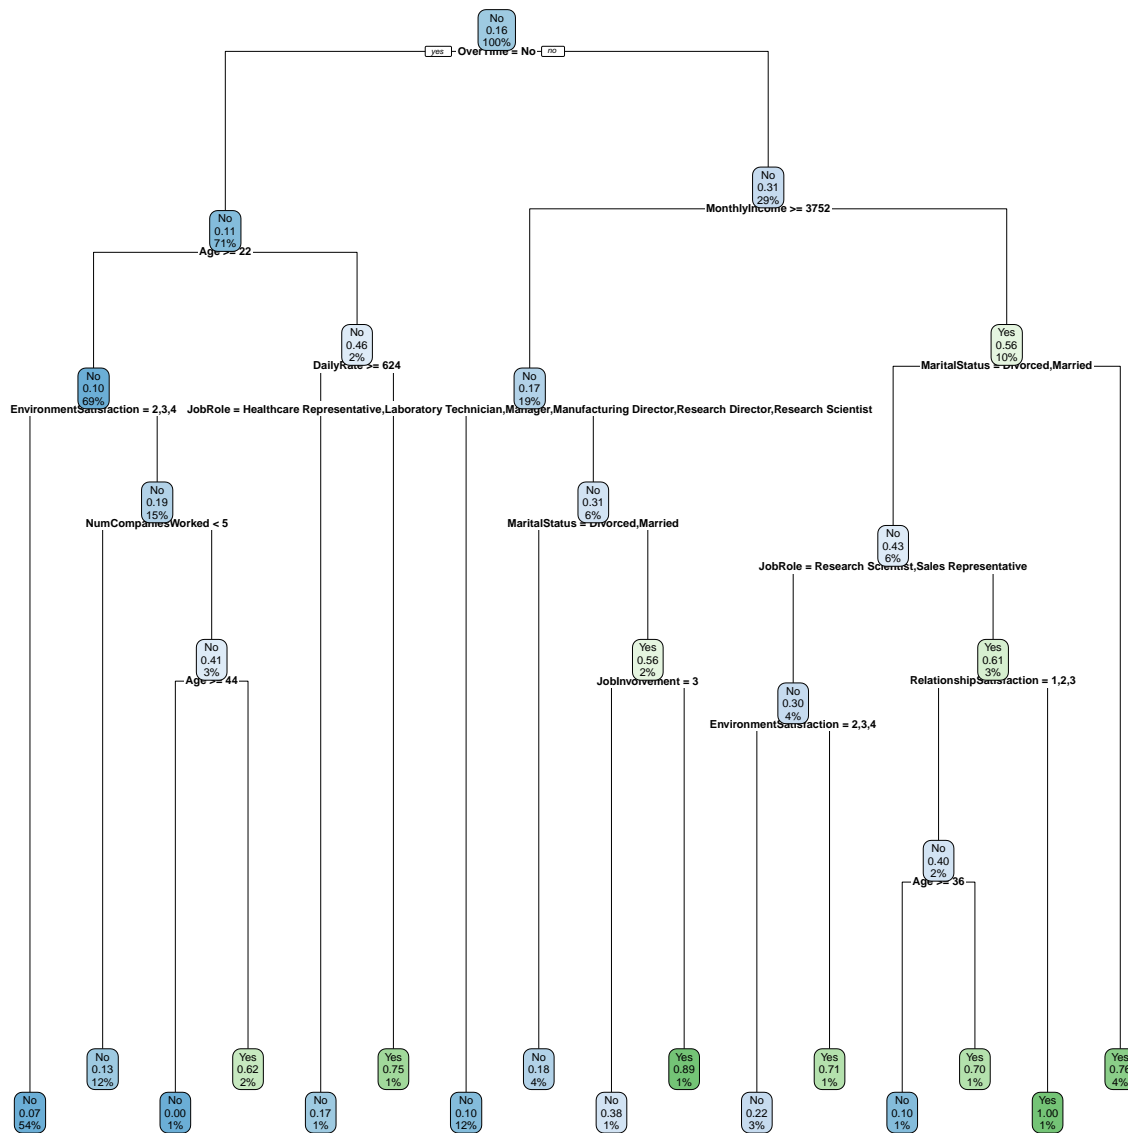 No
0.16
100%
yes OverTime = No no
No
0.31
29%
MonthlyIncome >= 3752
No
0.11
71%
Age >= 22
No
0.46
2%
DailyRate >= 624
Yes
0.56
10%
MaritalStatus = Divorced,Married
No
0.10
69%
EnvironmentSatisfaction = 2,3,4
No
0.17
19%
JobRole = Healthcare Representative,Laboratory Technician,Manager,Manufacturing Director,Research Director,Research Scientist
No
0.19
15%
NumCompaniesWorked < 5
No
0.31
6%
MaritalStatus = Divorced,Married
No
0.43
6%
JobRole = Research Scientist,Sales Representative
No
0.41
3%
Age >= 44
Yes
0.56
2%
JobInvolvement = 3
Yes
0.61
3%
RelationshipSatisfaction = 1,2,3
No
0.30
4%
EnvironmentSatisfaction = 2,3,4
No
0.40
2%
Age >= 36
No
0.13
12%
Yes
0.62
2%
Yes
0.75
1%
No
0.18
4%
Yes
0.89
1%
Yes
0.71
1%
Yes
0.70
1%
Yes
0.76
4%
No
0.07
54%
No
0.00
1%
No
0.17
1%
No
0.10
12%
No
0.38
1%
No
0.22
3%
No
0.10
1%
Yes
1.00
1%